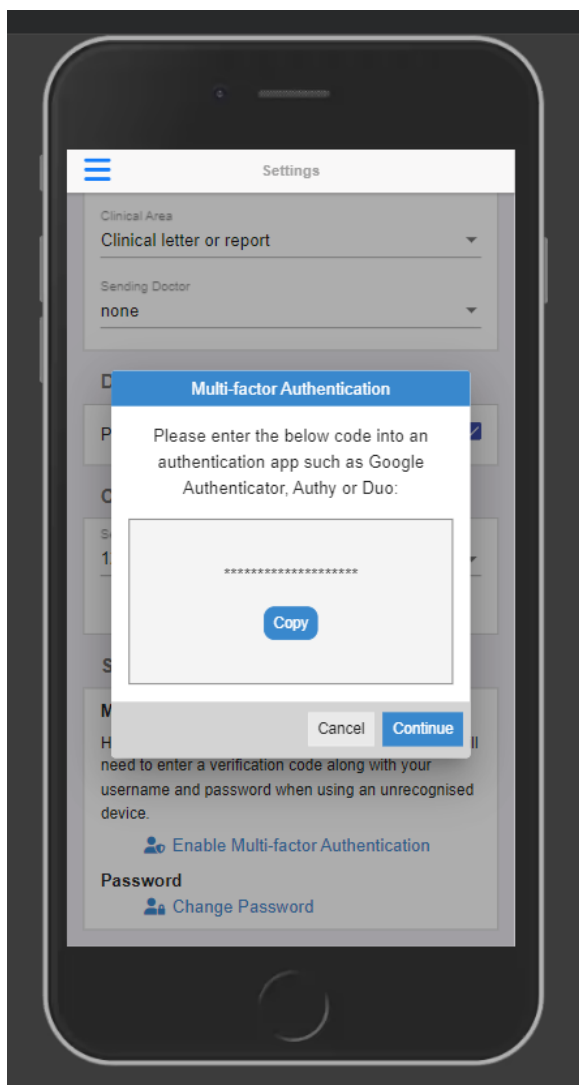 Settings
Clinical Area
Clinical letter or report
Sending Doctor
none
D
P
Multi-factor Authentication
Please enter the below code into an
authentication app such as Google
Authenticator, Authy or Duo:
********************
Copy
Cancel
Continue
C
S
1
S
M
H
need to enter a verification code along with your
username and password when using an unrecognised
device.
Enable Multi-factor Authentication
Password
Change Password